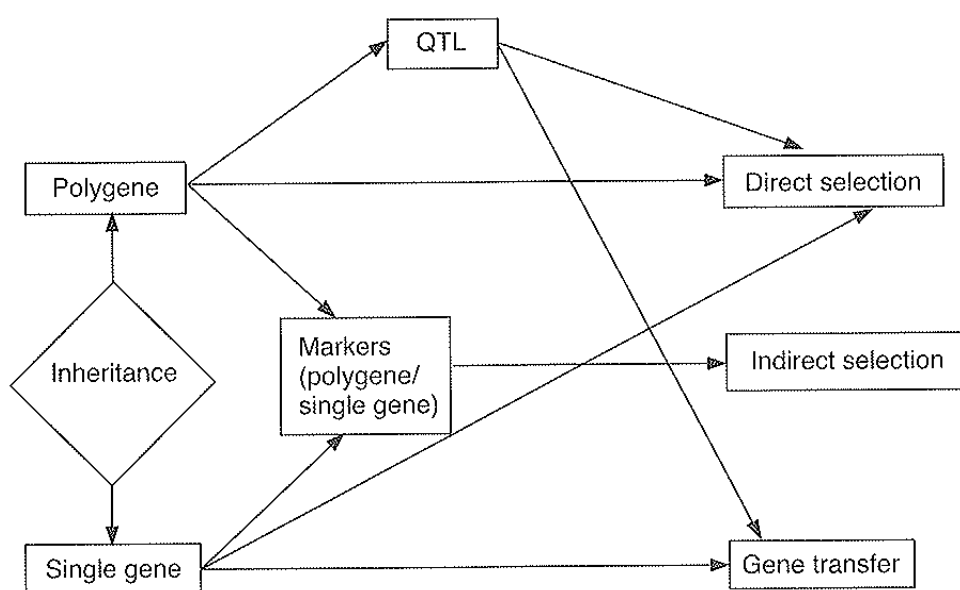 QTL
Polygene
Direct selection
Inheritance
Markers
(polygene/
single gene)
Indirect selection
Single gene
Gene transfer